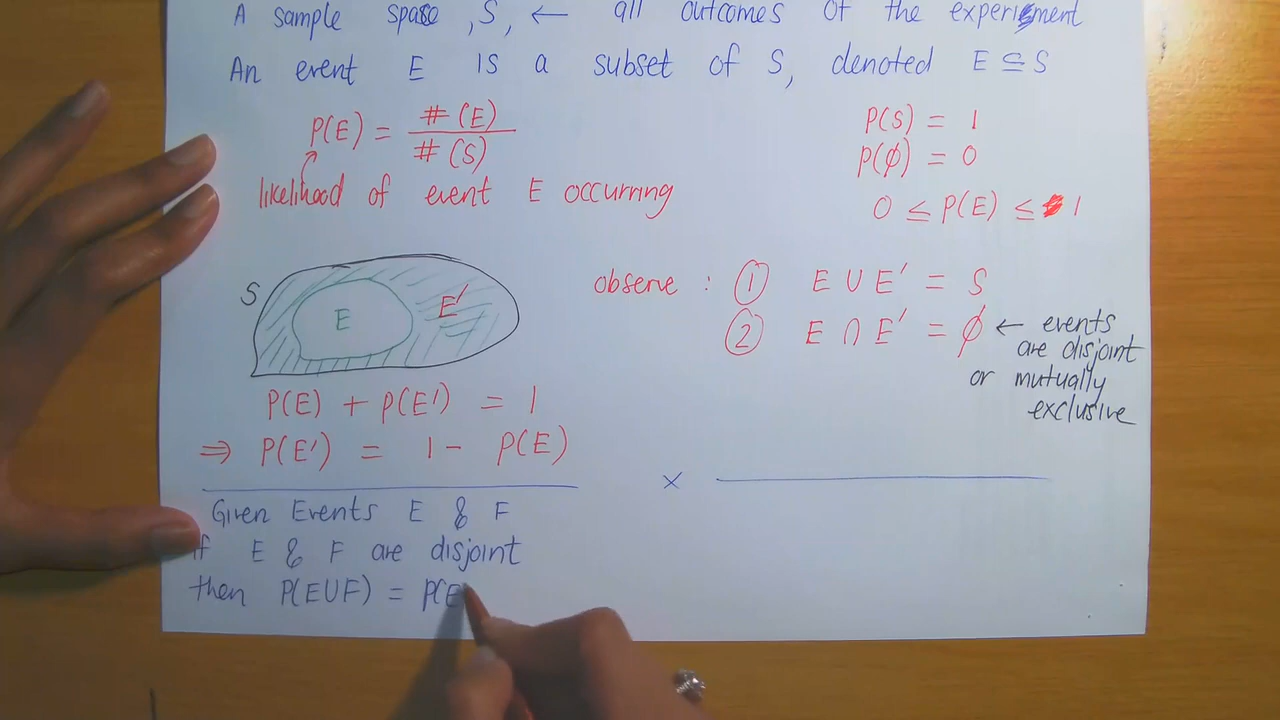 A sample space, S, ← all outcomes of the experiment
An event E is a subset of S, denoted E ⊆ S
P(E) = #(E) / #(S)
likelihood of event E occurring
P(S) = 1
P(ϕ) = 0
0 ≤ P(E) ≤ 1
S
E
E'
P(E) + P(E') = 1
⇒ P(E') = 1 - P(E)
observe : ① E ∪ E' = S
② E ∩ E' = ϕ ← events
are disjoint
or mutually
exclusive
×
Given Events E & F
If E & F are disjoint
then P(E∪F) = P(E